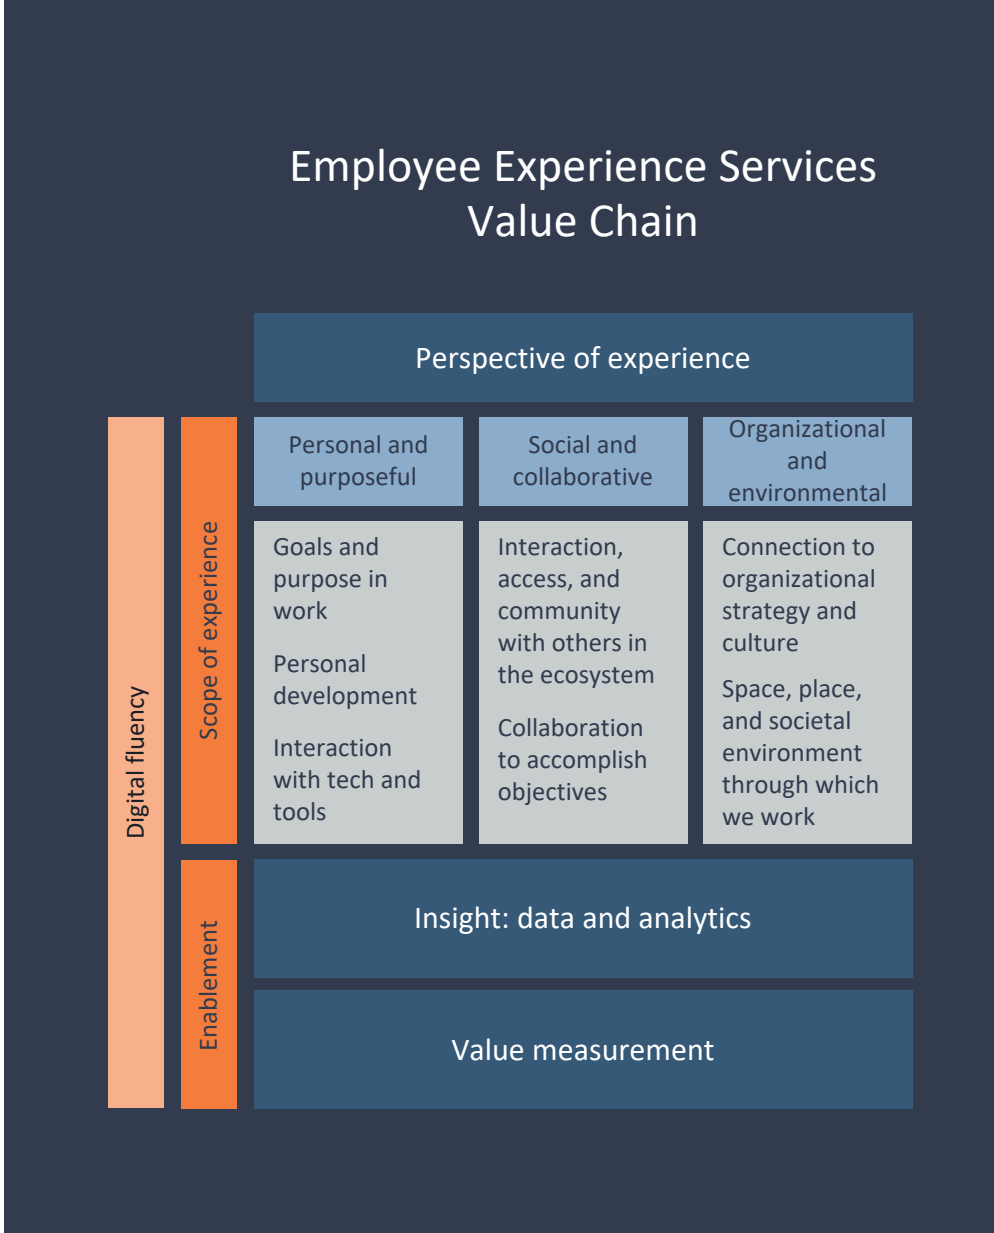 Employee Experience Services
Value Chain
Perspective of experience
Digital fluency
Scope of experience
Personal and
purposeful
Social and
collaborative
Organizational
and
environmental
Goals and
purpose in
work
Personal
development
Interaction
with tech and
tools
Interaction,
access, and
community
with others in
the ecosystem
Collaboration
to accomplish
objectives
Connection to
organizational
strategy and
culture
Space, place,
and societal
environment
through which
we work
Enablement
Insight: data and analytics
Value measurement